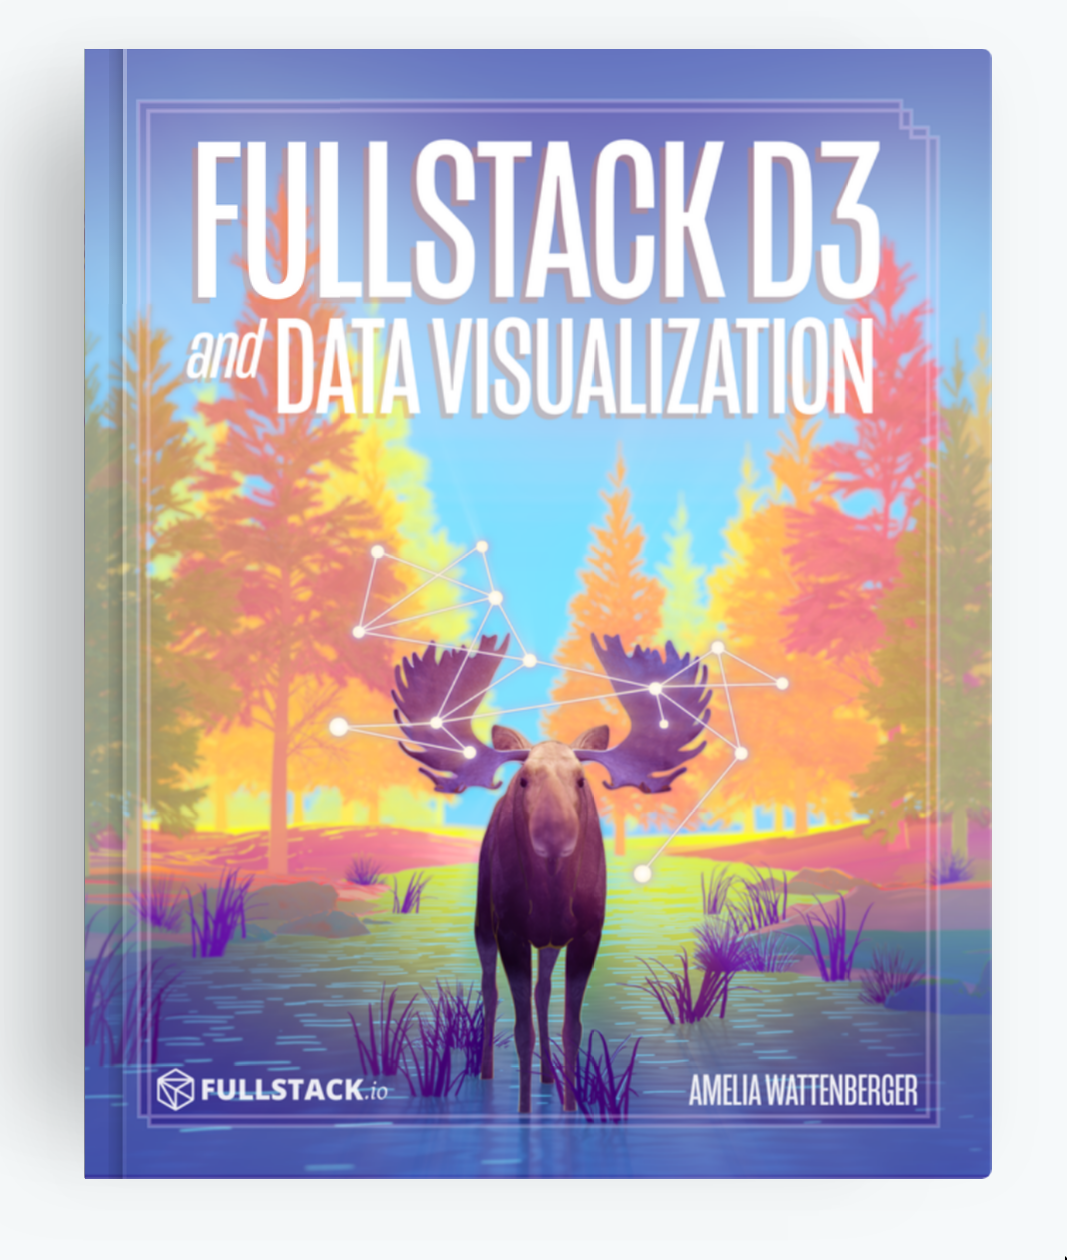 FULLSTACK D3
and DATA VISUALIZATION
FULLSTACK.io
AMELIA WATTENBERGER